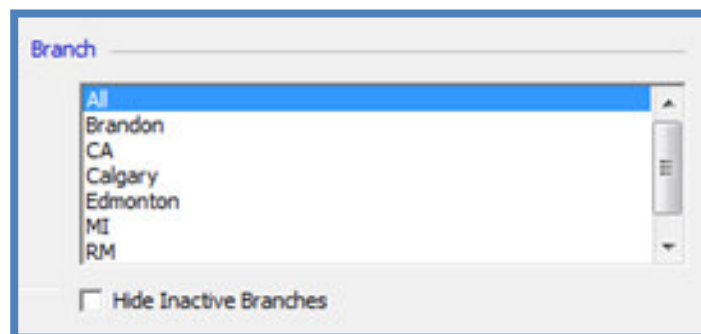 Branch
All
Brandon
CA
Calgary
Edmonton
MI
RM
Hide Inactive Branches